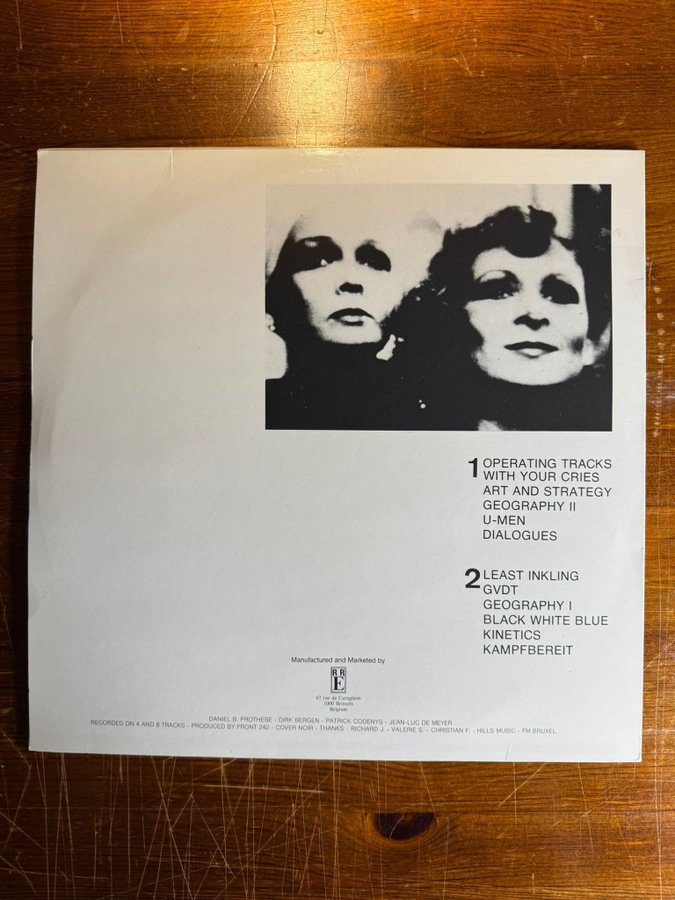 1 OPERATING TRACKS
WITH YOUR CRIES
ART AND STRATEGY
GEOGRAPHY II
U-MEN
DIALOGUES
2 LEAST INKLING
GVDT
GEOGRAPHY I
BLACK WHITE BLUE
KINETICS
KAMPFBEREIT
Manufactured and Marketed by
RRE
67 rue de Canegheers
1000 Brussels
Belgium
DANIEL B. PROTHESE - DIRK BERGEN - PATRICK CODENYS - JEAN-LUC DE MEYER
RECORDED ON 4 AND 8 TRACKS - PRODUCED BY FRONT 242 - COVER NOIR - THANKS : RICHARD J. - VALERIE S. - CHRISTIAN F. - HILLS MUSIC - FM BRUXEL